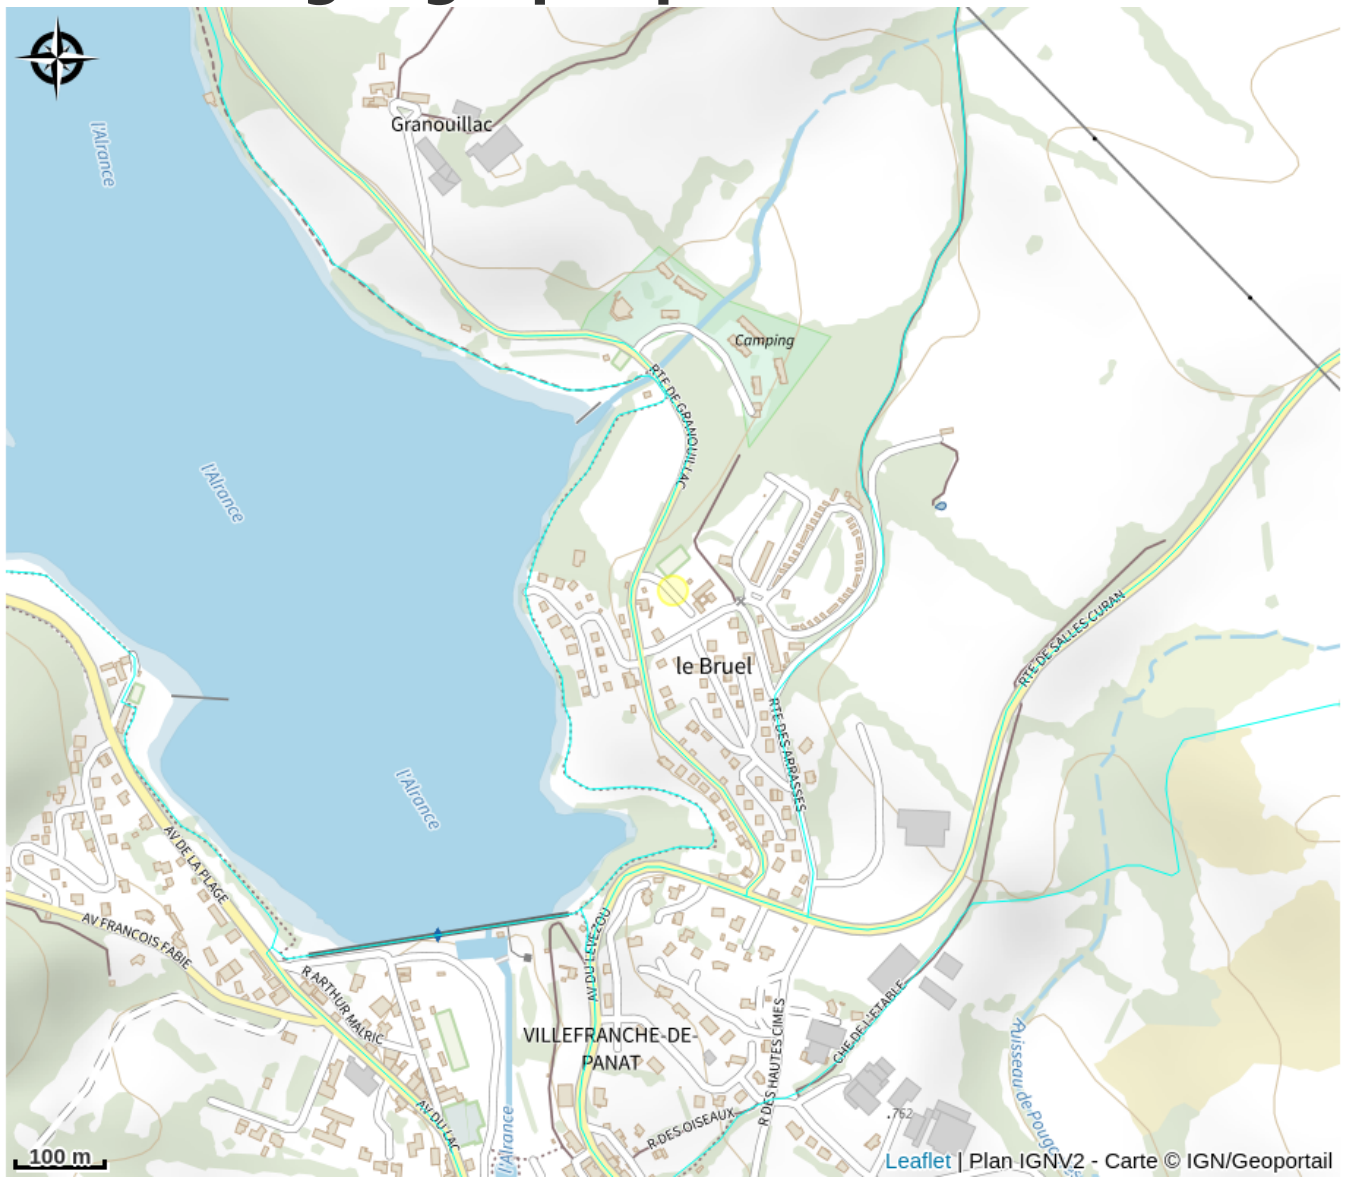 l'Alrance
Granouillac
Camping
RTE DE GRANOUILLAC
l'Alrance
RTE DE SALLES CURAN
le Bruel
RTE DES ARRASSES
l'Alrance
AV DE LA PLAGE
AV FRANCOIS FABIE
R ARTHUR MALRIC
AV DU LEVEZOU
VILLEFRANCHE-DE-
PANAT
R DES HAUTES CIMES
CHE DE L'ETABLE
AV DU LAC
l'Alrance
R DES OISEAUX
.762
100 m
Leaflet | Plan IGNV2 - Carte © IGN/Geoportail